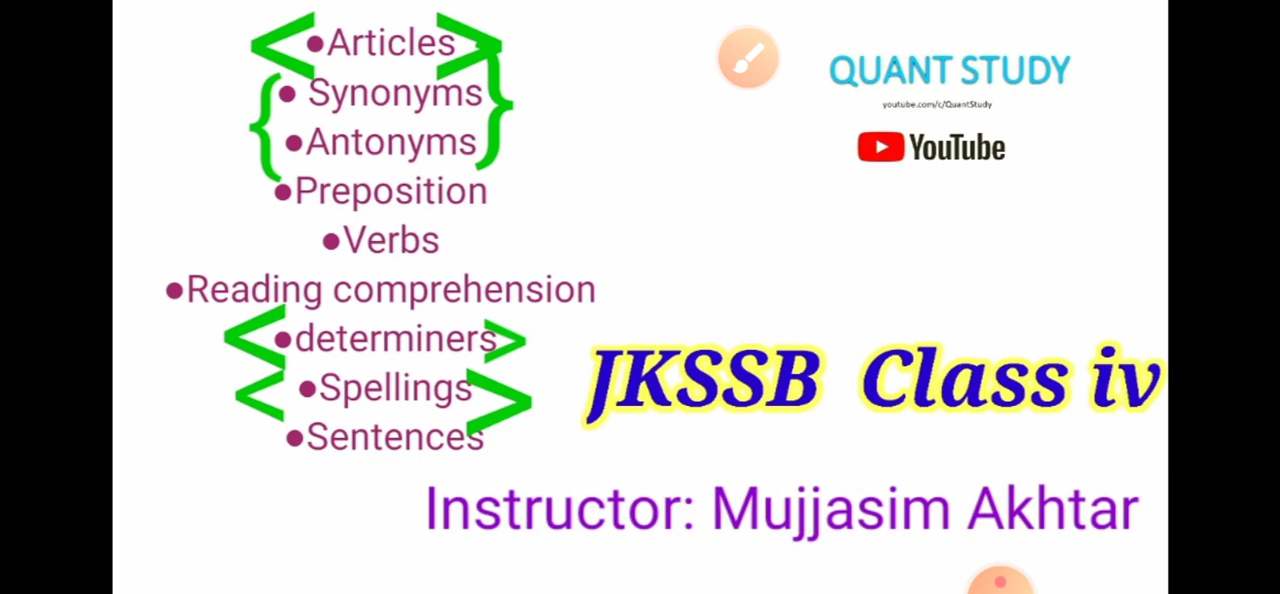 ●Articles
● Synonyms
●Antonyms
●Preposition
●Verbs
●Reading comprehension
●determiners
●Spellings
●Sentences
QUANT STUDY
youtube.com/c/QuantStudy
YouTube
JKSSB Class iv
Instructor: Mujjasim Akhtar